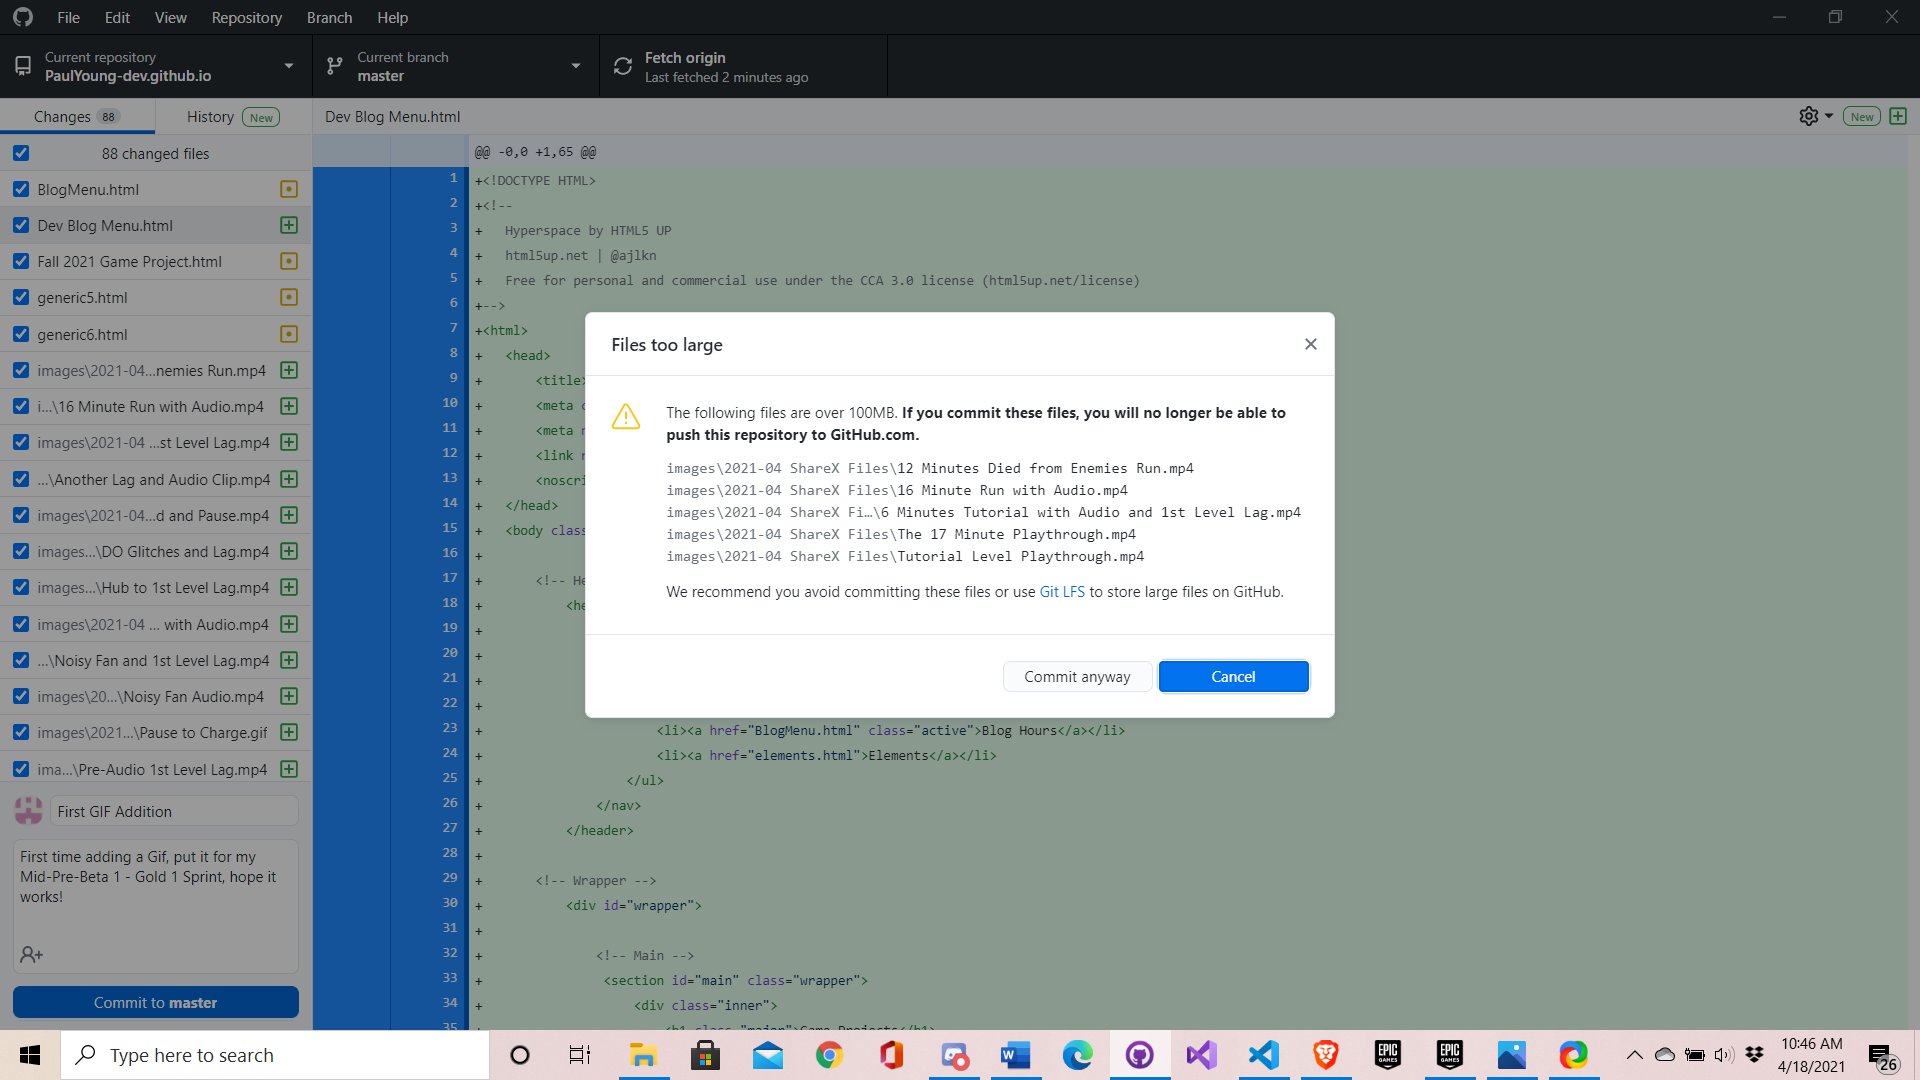 File Edit View Repository Branch Help
Current repository
PaulYoung-dev.github.io
Current branch
master
Fetch origin
Last fetched 2 minutes ago
Changes 88
History New
Dev Blog Menu.html
New
88 changed files
BlogMenu.html
Dev Blog Menu.html
Fall 2021 Game Project.html
generic5.html
generic6.html
images\2021-04...nemies Run.mp4
i...\16 Minute Run with Audio.mp4
images\2021-04 ...st Level Lag.mp4
...\Another Lag and Audio Clip.mp4
images\2021-04...d and Pause.mp4
images...\DO Glitches and Lag.mp4
images...\Hub to 1st Level Lag.mp4
images\2021-04 ... with Audio.mp4
...\Noisy Fan and 1st Level Lag.mp4
images\20...\Noisy Fan Audio.mp4
images\2021...\Pause to Charge.gif
ima...\Pre-Audio 1st Level Lag.mp4
First GIF Addition
First time adding a Gif, put it for my
Mid-Pre-Beta 1 - Gold 1 Sprint, hope it
works!
Commit to master
@@ -0,0 +1,65 @@
1 +<!DOCTYPE HTML>
2 +<!--
3 + Hyperspace by HTML5 UP
4 + html5up.net | @ajlkn
5 + Free for personal and commercial use under the CCA 3.0 license (html5up.net/license)
6 +-->
7 +<html>
8 + <head>
9 + <title>
10 + <meta
11 + <meta
12 + <link
13 + <noscri
14 + </head>
15 + <body clas
16 +
17 + <!-- He
18 + <he
19 +
20 +
21 +
22 +
23 + <li><a href="BlogMenu.html" class="active">Blog Hours</a></li>
24 + <li><a href="elements.html">Elements</a></li>
25 + </ul>
26 + </nav>
27 + </header>
28 +
29 + <!-- Wrapper -->
30 + <div id="wrapper">
31 +
32 + <!-- Main -->
33 + <section id="main" class="wrapper">
34 + <div class="inner">
35 + <h1 class="major">Game Projects</h1>
Files too large
The following files are over 100MB. If you commit these files, you will no longer be able to
push this repository to GitHub.com.
images\2021-04 ShareX Files\12 Minutes Died from Enemies Run.mp4
images\2021-04 ShareX Files\16 Minute Run with Audio.mp4
images\2021-04 ShareX Fi…\6 Minutes Tutorial with Audio and 1st Level Lag.mp4
images\2021-04 ShareX Files\The 17 Minute Playthrough.mp4
images\2021-04 ShareX Files\Tutorial Level Playthrough.mp4
We recommend you avoid committing these files or use Git LFS to store large files on GitHub.
Commit anyway
Cancel
Type here to search
EPIC GAMES
EPIC GAMES
10:46 AM
4/18/2021
26